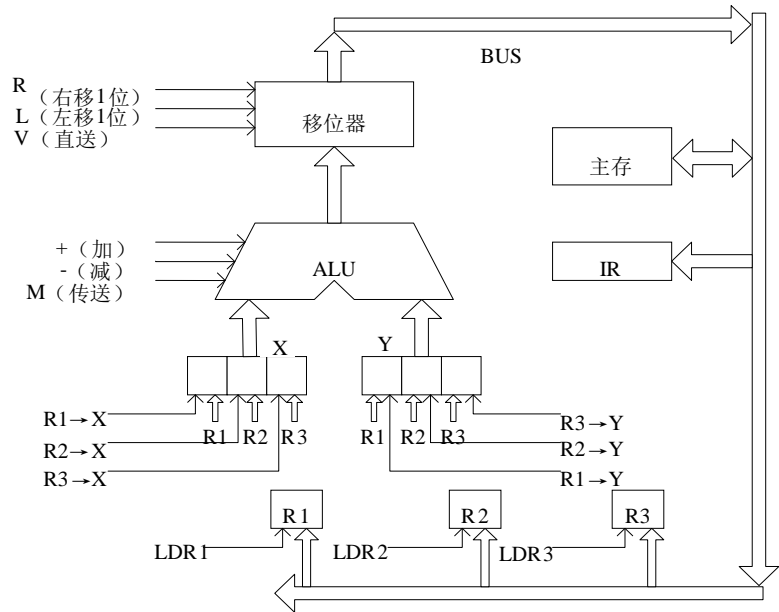 BUS
R（右移1位）
L（左移1位）
V（直送）
移位器
主存
+（加）
-（减）
M（传送）
ALU
IR
X
Y
R1→X
R2→X
R3→X
R1
R2
R3
R1
R2
R3
R3→Y
R2→Y
R1→Y
R1
R2
R3
LDR1
LDR2
LDR3